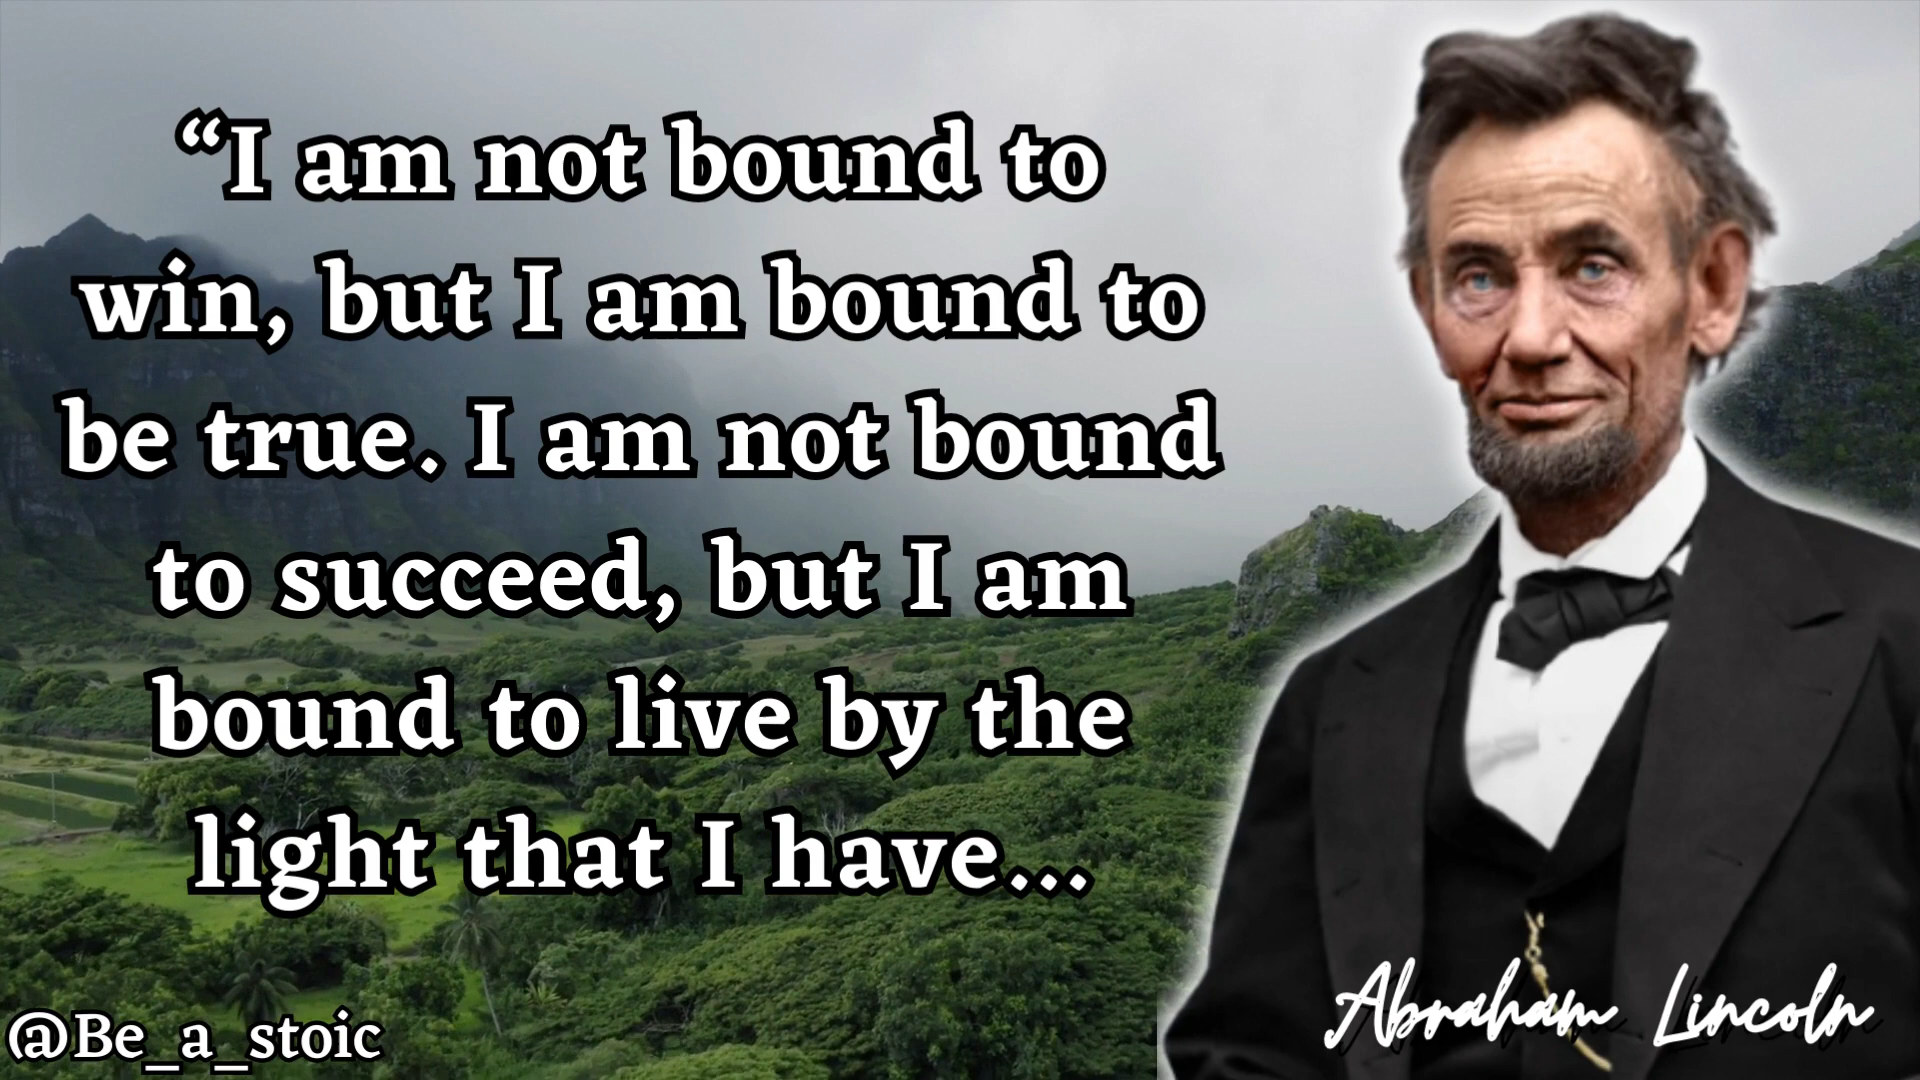 “I am not bound to
win, but I am bound to
be true. I am not bound
to succeed, but I am
bound to live by the
light that I have...
Abraham Lincoln
@Be_a_stoic